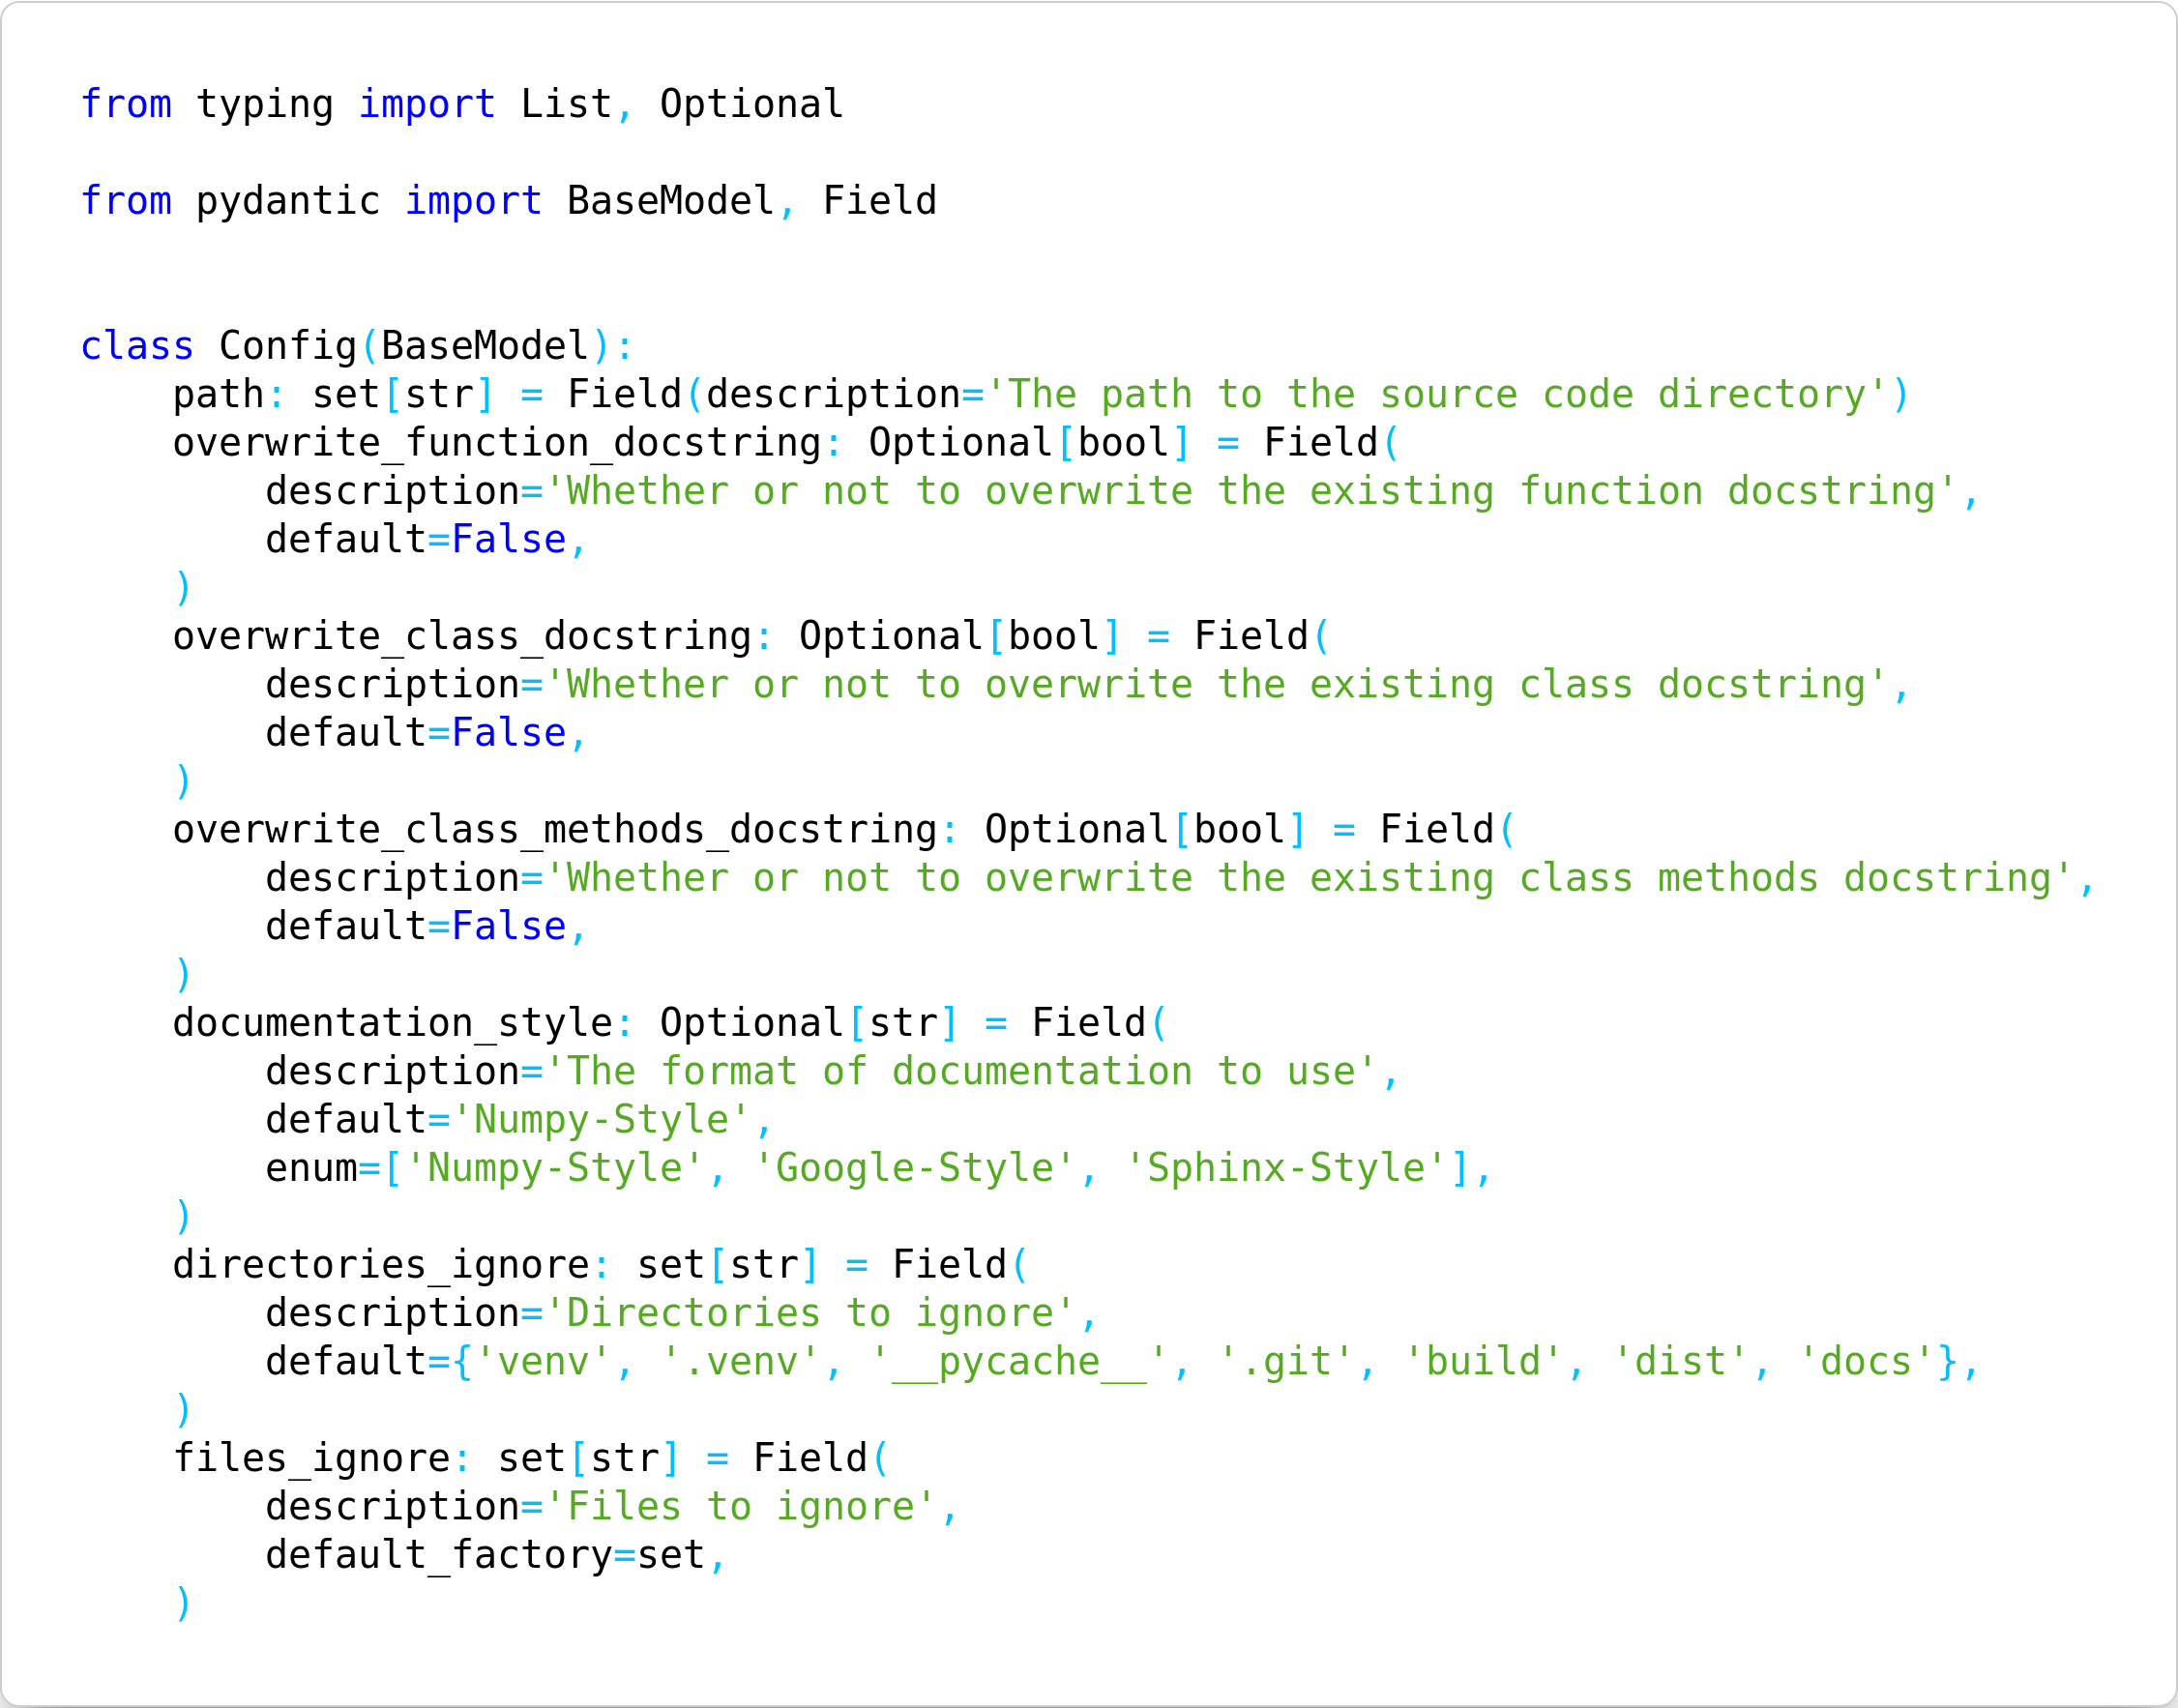 from typing import List, Optional

from pydantic import BaseModel, Field


class Config(BaseModel):
    path: set[str] = Field(description='The path to the source code directory')
    overwrite_function_docstring: Optional[bool] = Field(
        description='Whether or not to overwrite the existing function docstring',
        default=False,
    )
    overwrite_class_docstring: Optional[bool] = Field(
        description='Whether or not to overwrite the existing class docstring',
        default=False,
    )
    overwrite_class_methods_docstring: Optional[bool] = Field(
        description='Whether or not to overwrite the existing class methods docstring',
        default=False,
    )
    documentation_style: Optional[str] = Field(
        description='The format of documentation to use',
        default='Numpy-Style',
        enum=['Numpy-Style', 'Google-Style', 'Sphinx-Style'],
    )
    directories_ignore: set[str] = Field(
        description='Directories to ignore',
        default={'venv', '.venv', '__pycache__', '.git', 'build', 'dist', 'docs'},
    )
    files_ignore: set[str] = Field(
        description='Files to ignore',
        default_factory=set,
    )